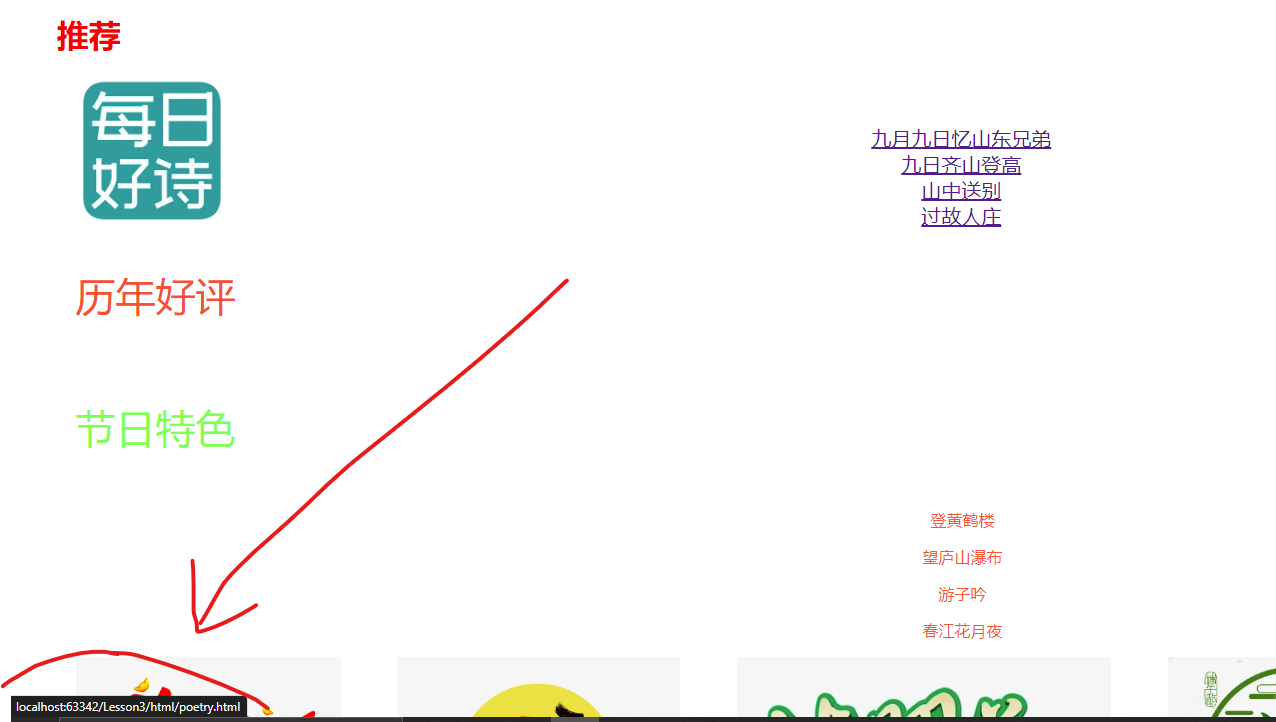 推荐
每日
好诗
九月九日忆山东兄弟
九日齐山登高
山中送别
过故人庄
历年好评
节日特色
登黄鹤楼
望庐山瀑布
游子吟
春江花月夜
localhost:63342/Lesson3/html/poetry.html